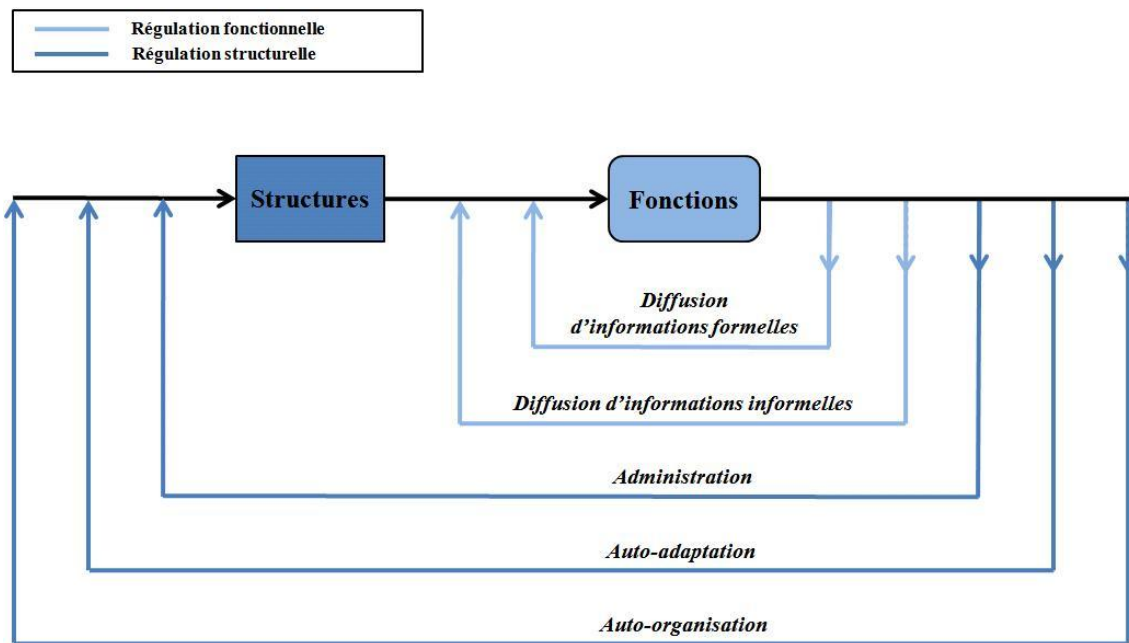 Régulation fonctionnelle
Régulation structurelle
Structures
Fonctions
Diffusion
d’informations formelles
Diffusion d’informations informelles
Administration
Auto-adaptation
Auto-organisation